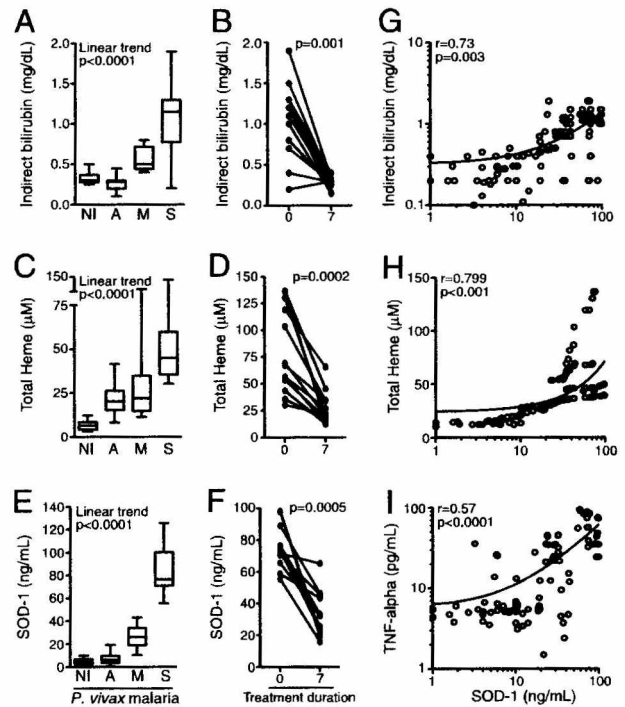 A
Indirect bilirubin (mg/dL)
2.0
1.5
1.0
0.5
0.0
Linear trend
p<0.0001
NI A M S
B
Indirect bilirubin (mg/dL)
2.0
1.5
1.0
0.5
0.0
p=0.001
0 7
G
Indirect bilirubin (mg/dL)
10
1
0.1
r=0.73
p=0.003
1 10 100
C
Total Heme (µM)
150
50
25
0
Linear trend
p<0.0001
NI A M S
D
Total Heme (µM)
150
125
100
75
50
25
0
p=0.0002
0 7
H
Total Heme (µM)
150
100
50
0
r=0.799
p<0.001
1 10 100
E
SOD-1 (ng/mL)
140
120
100
80
60
40
20
0
Linear trend
p<0.0001
NI A M S
P. vivax malaria
F
SOD-1 (ng/mL)
100
80
60
40
20
0
p=0.0005
0 7
Treatment duration
I
TNF-alpha (pg/mL)
100
10
1
r=0.57
p<0.0001
1 10 100
SOD-1 (ng/mL)